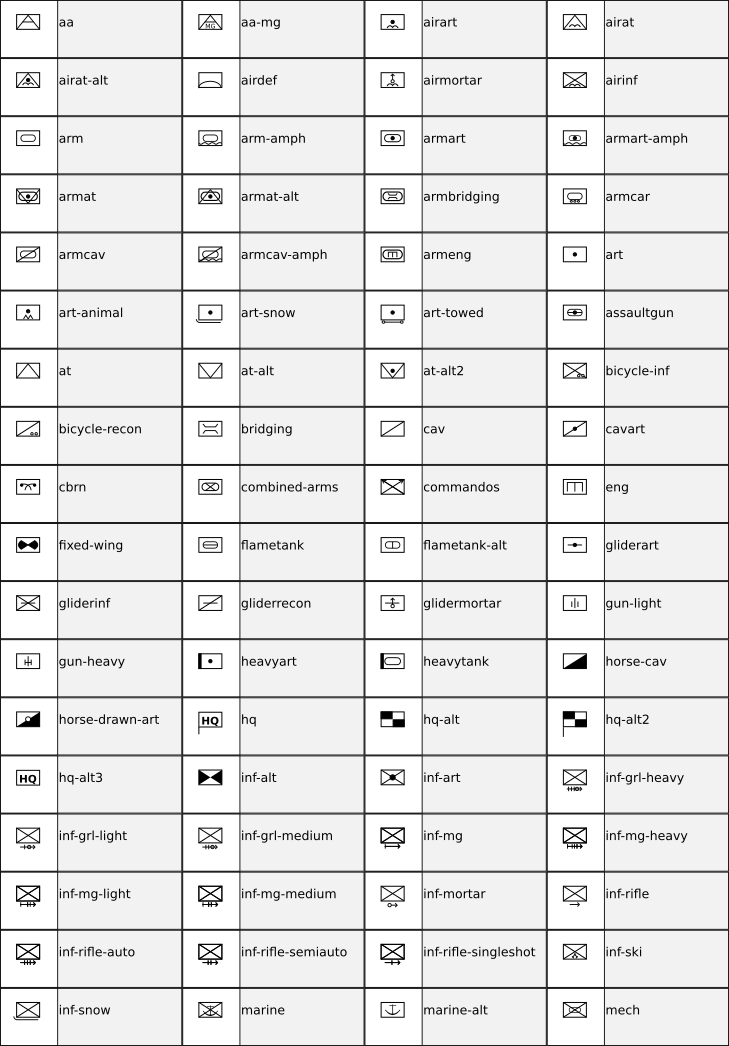 aa aa-mg airart airat
MG
airat-alt airdef airmortar airinf
arm arm-amph armart armart-amph
armat armat-alt armbridging armcar
armcav armcav-amph armeng art
art-animal art-snow art-towed assaultgun
at at-alt at-alt2 bicycle-inf
bicycle-recon bridging cav cavart
cbrn combined-arms commandos eng
fixed-wing flametank flametank-alt gliderart
gliderinf gliderrecon glidermortar gun-light
gun-heavy heavyart heavytank horse-cav
horse-drawn-art HQ hq hq-alt hq-alt2
HQ hq-alt3 inf-alt inf-art inf-grl-heavy
inf-grl-light inf-grl-medium inf-mg inf-mg-heavy
inf-mg-light inf-mg-medium inf-mortar inf-rifle
inf-rifle-auto inf-rifle-semiauto inf-rifle-singleshot inf-ski
inf-snow marine marine-alt mech